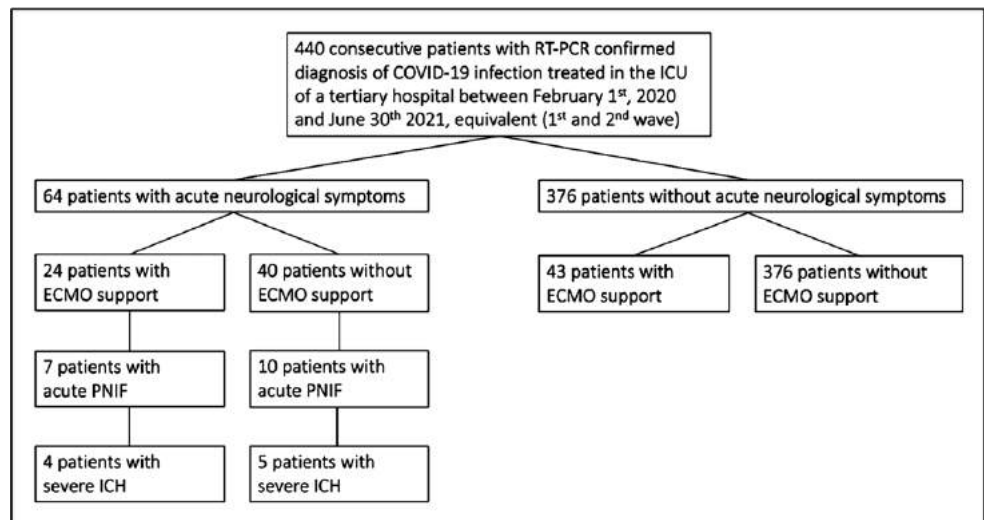 440 consecutive patients with RT-PCR confirmed
diagnosis of COVID-19 infection treated in the ICU
of a tertiary hospital between February 1st, 2020
and June 30th 2021, equivalent (1st and 2nd wave)
64 patients with acute neurological symptoms
376 patients without acute neurological symptoms
24 patients with
ECMO support
40 patients without
ECMO support
43 patients with
ECMO support
376 patients without
ECMO support
7 patients with
acute PNIF
10 patients with
acute PNIF
4 patients with
severe ICH
5 patients with
severe ICH